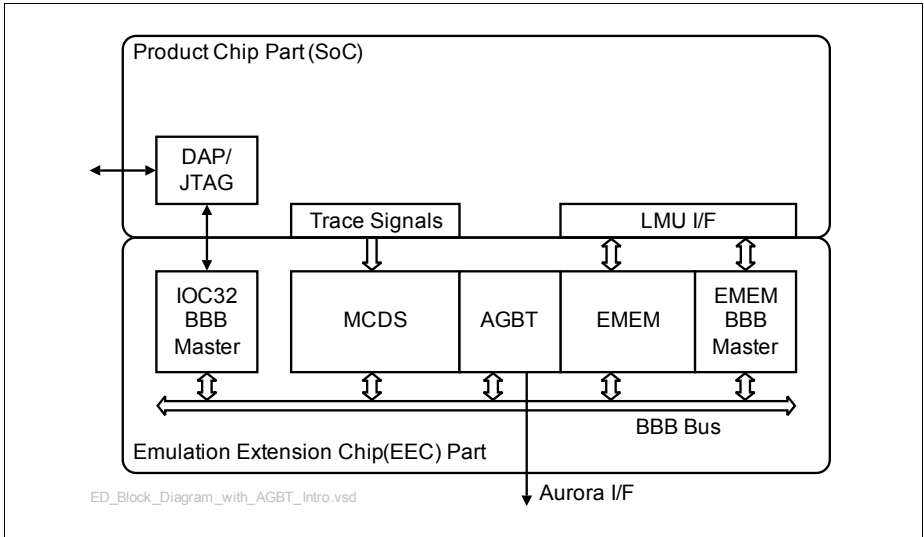 Product Chip Part (SoC)
DAP/
JTAG
Trace Signals
LMU I/F
IOC32
BBB
Master
MCDS
AGBT
EMEM
EMEM
BBB
Master
BBB Bus
Emulation Extension Chip(EEC) Part
ED_Block_Diagram_with_AGBT_Intro.vsd
Aurora I/F